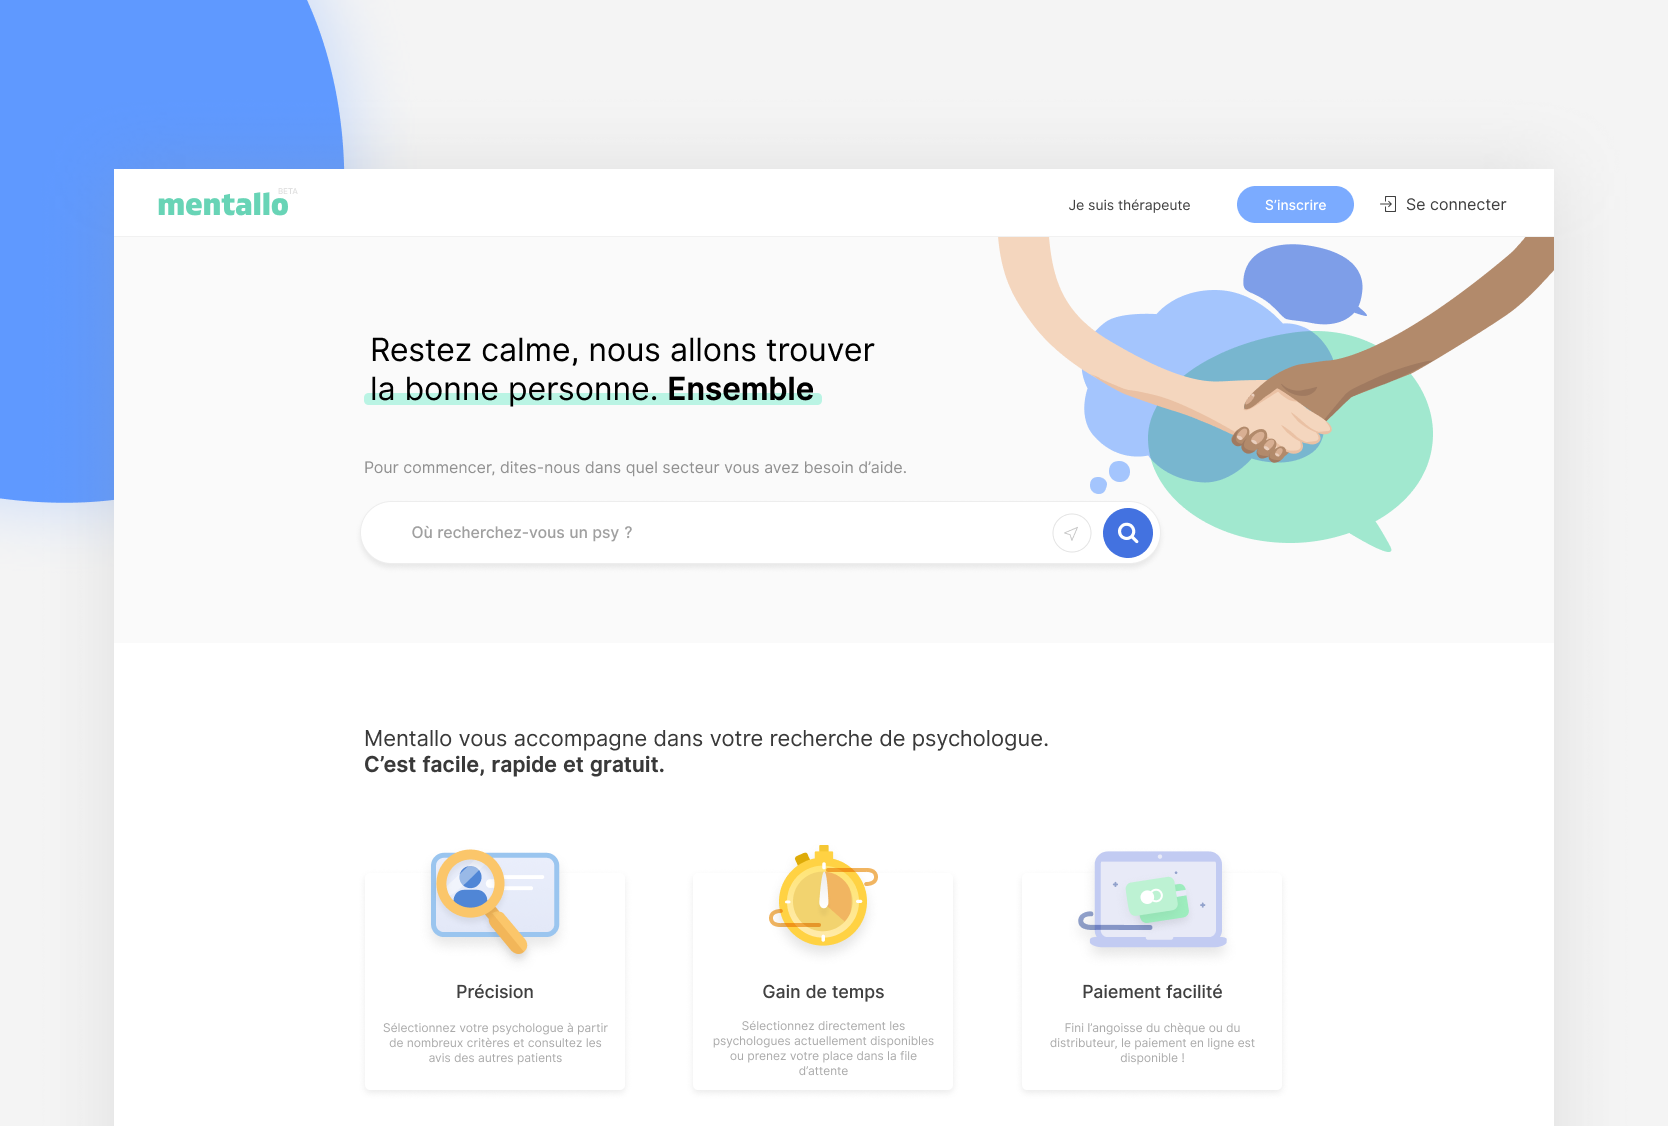 mentallo BETA
Je suis thérapeute
S'inscrire
Se connecter
Restez calme, nous allons trouver
la bonne personne. Ensemble
Pour commencer, dites-nous dans quel secteur vous avez besoin d'aide.
Où recherchez-vous un psy ?
Mentallo vous accompagne dans votre recherche de psychologue.
C'est facile, rapide et gratuit.
Précision
Sélectionnez votre psychologue à partir
de nombreux critères et consultez les
avis des autres patients
Gain de temps
Sélectionnez directement les
psychologues actuellement disponibles
ou prenez votre place dans la file
d'attente
Paiement facilité
Fini l'angoisse du chèque ou du
distributeur, le paiement en ligne est
disponible !